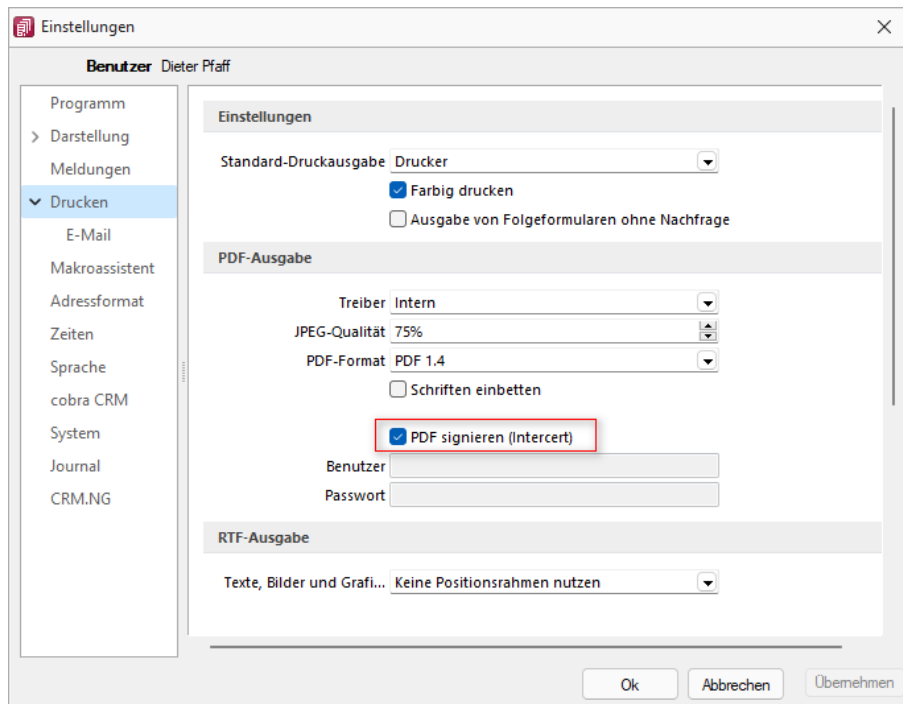 Einstellungen
Benutzer Dieter Pfaff
Programm
Darstellung
Meldungen
Drucken
E-Mail
Makroassistent
Adressformat
Zeiten
Sprache
cobra CRM
System
Journal
CRM.NG
Einstellungen
Standard-Druckausgabe Drucker
Farbig drucken
Ausgabe von Folgeformularen ohne Nachfrage
PDF-Ausgabe
Treiber Intern
JPEG-Qualität 75%
PDF-Format PDF 1.4
Schriften einbetten
PDF signieren (Intercert)
Benutzer
Passwort
RTF-Ausgabe
Texte, Bilder und Grafi... Keine Positionsrahmen nutzen
Ok Abbrechen Übernehmen